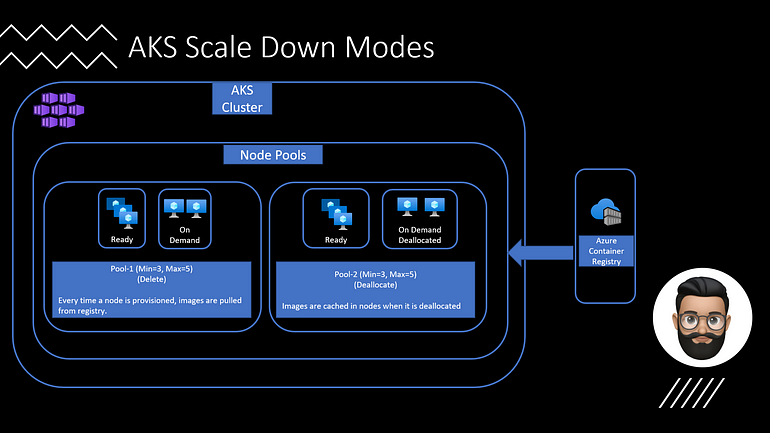 AKS Scale Down Modes
AKS
Cluster
Node Pools
Ready
On
Demand
Pool-1 (Min=3, Max=5)
(Delete)
Every time a node is provisioned, images are pulled
from registry.
Ready
On Demand
Deallocated
Pool-2 (Min=3, Max=5)
(Deallocate)
Images are cached in nodes when it is deallocated
Azure
Container
Registry